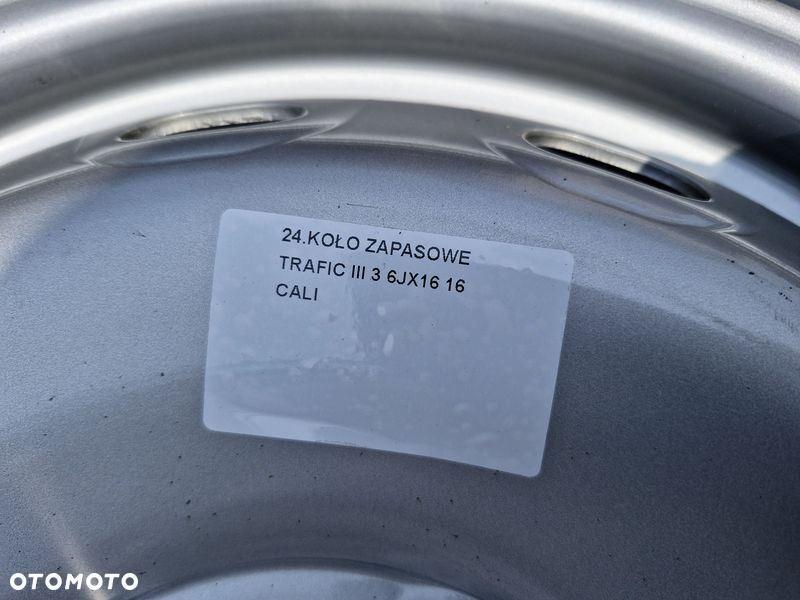 24.KOŁO ZAPASOWE
TRAFIC III 3 6JX16 16
CALI
OTOMOTO